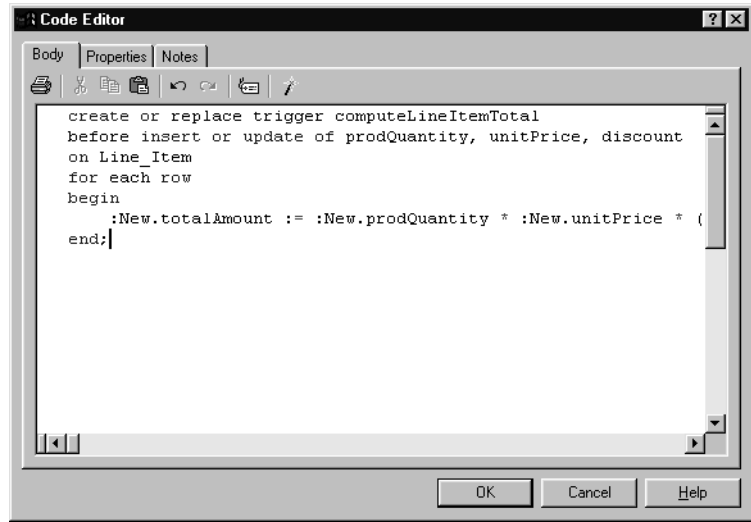 Code Editor
Body Properties Notes
create or replace trigger computeLineItemTotal
before insert or update of prodQuantity, unitPrice, discount
on Line_Item
for each row
begin
:New.totalAmount := :New.prodQuantity * :New.unitPrice * (
end;
OK Cancel Help